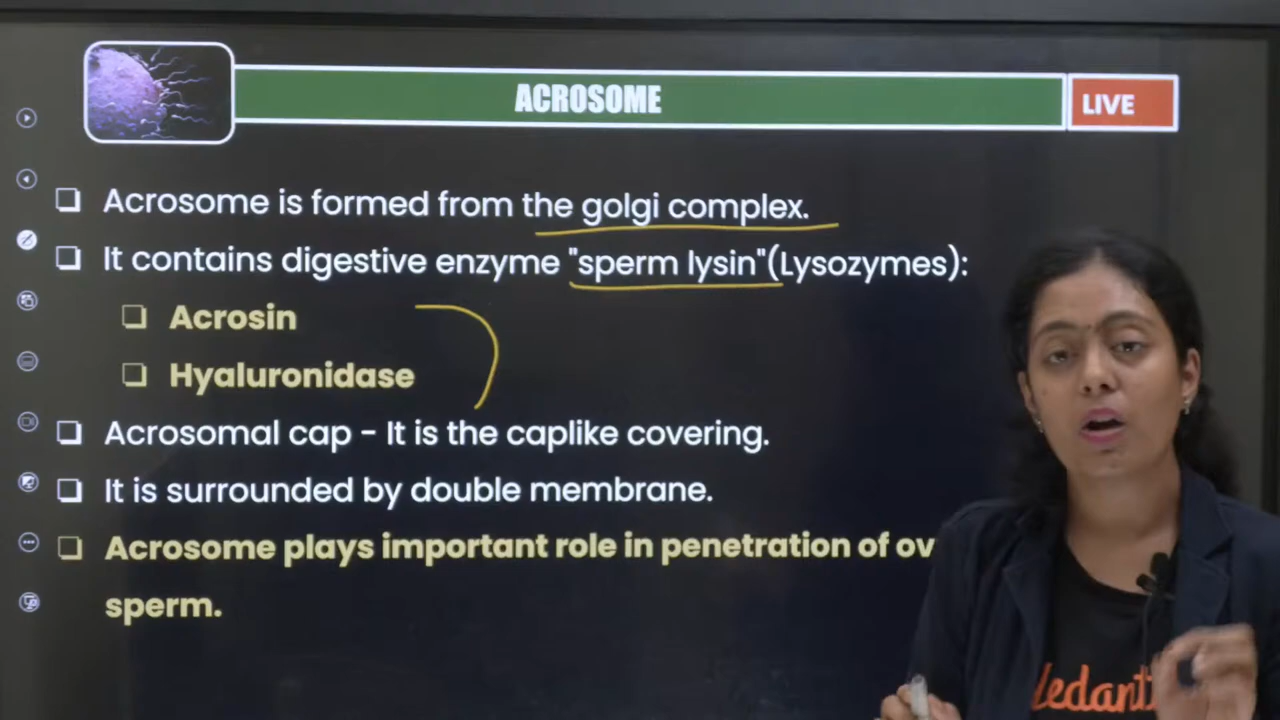 ACROSOME
LIVE
Acrosome is formed from the golgi complex.
It contains digestive enzyme "sperm lysin"(Lysozymes):
Acrosin
Hyaluronidase
Acrosomal cap - It is the caplike covering.
It is surrounded by double membrane.
Acrosome plays important role in penetration of
sperm.